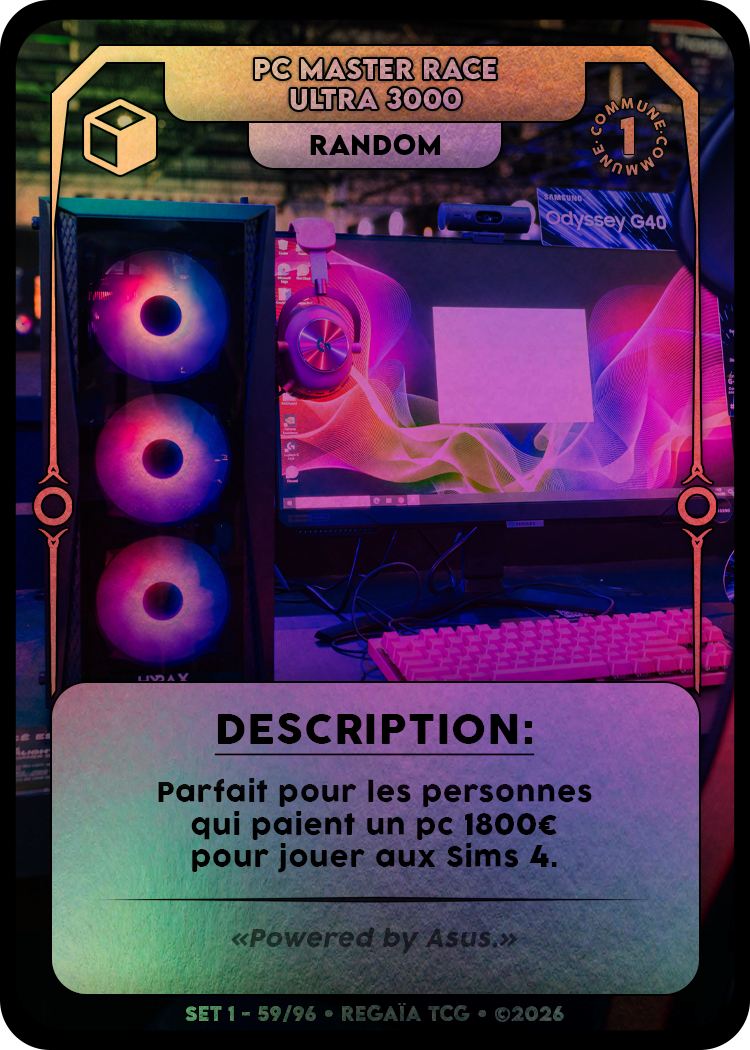 PC MASTER RACE
ULTRA 3000
RANDOM
COMMUNE · COMMUNE ·
1
SAMSUNG
Odyssey G40
HYRAX
DESCRIPTION:
Parfait pour les personnes
qui paient un pc 1800€
pour jouer aux Sims 4.
«Powered by Asus.»
SET 1 - 59/96 • REGAÏA TCG • ©2026